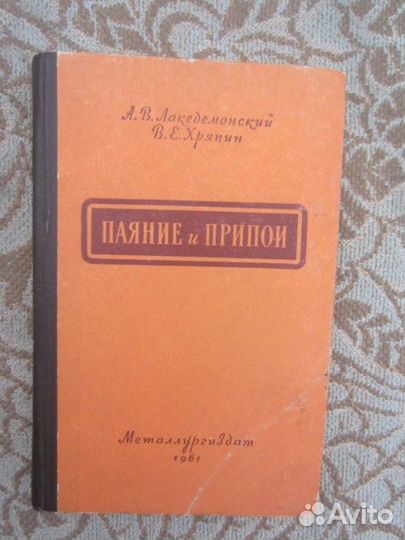 А. В. Лакедемонский
В. Е. Хряпин
ПАЯНИЕ и ПРИПОИ
Металлургиздат
1961
Avito